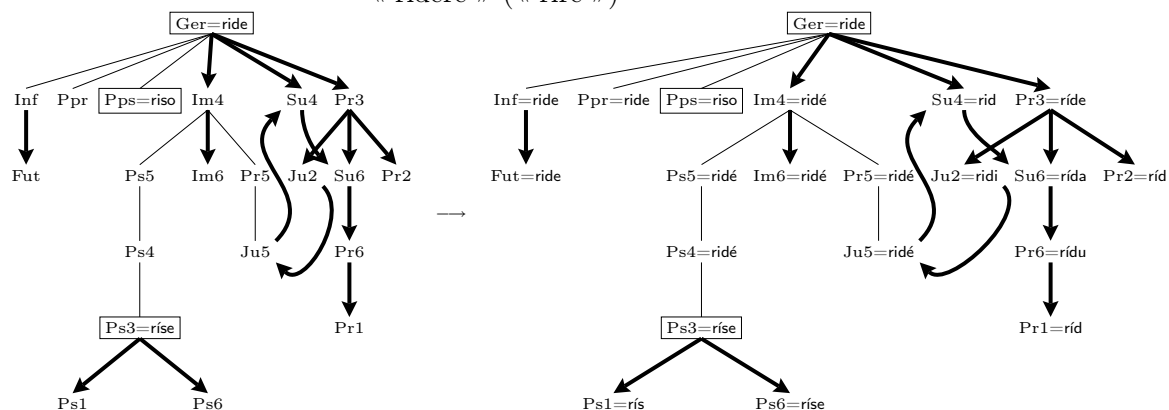 « ridere » (« rire »)
Ger=ride Ger=ride
Inf Ppr Pps=riso Im4 Su4 Pr3 Inf=ride Ppr=ride Pps=riso Im4=ridé Su4=rid Pr3=ríde
Fut Ps5 Im6 Pr5 Ju2 Su6 Pr2 Fut=ride Ps5=ridé Im6=ridé Pr5=ridé Ju2=ridi Su6=ída Pr2=ríd
Ps4 Ju5 Pr6 → Ps4=ridé Ju5=ridé Pr6=rídu
Ps3=ríse Pr1 Ps3=ríse Pr1=ríd
Ps1 Ps6 Ps1=rís Ps6=ríse